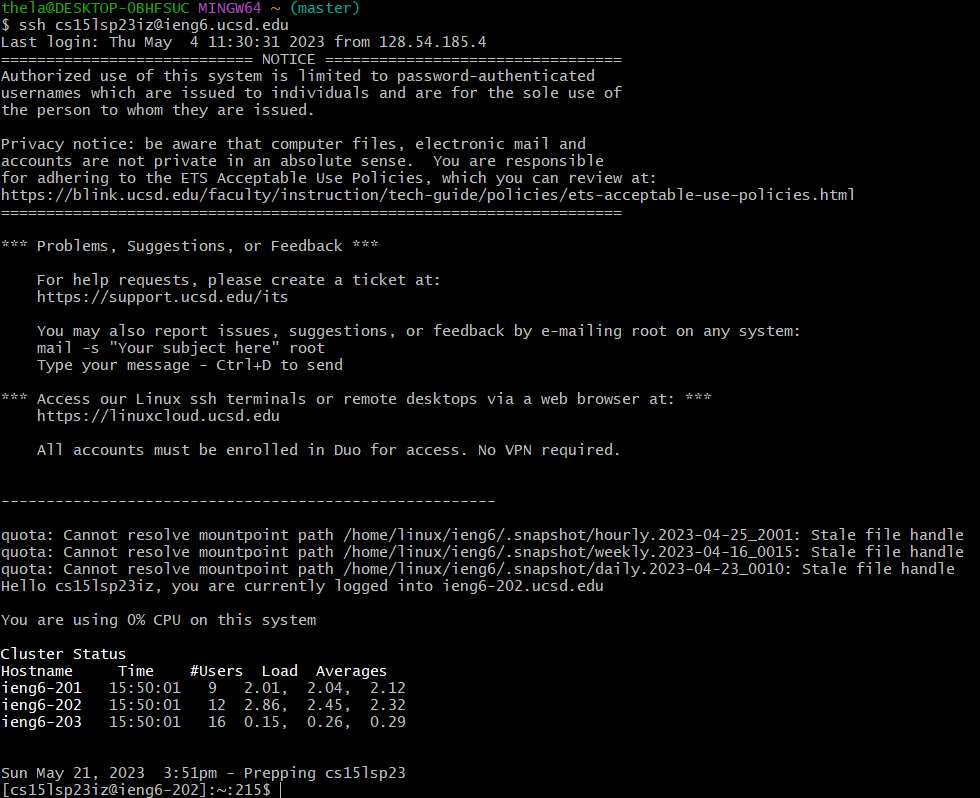 thela@DESKTOP-OBHFSUC MINGW64 ~ (master)
$ ssh cs15lsp23iz@ieng6.ucsd.edu
Last login: Thu May  4 11:30:31 2023 from 128.54.185.4
============================ NOTICE =================================
Authorized use of this system is limited to password-authenticated
usernames which are issued to individuals and are for the sole use of
the person to whom they are issued.

Privacy notice: be aware that computer files, electronic mail and
accounts are not private in an absolute sense.  You are responsible
for adhering to the ETS Acceptable Use Policies, which you can review at:
https://blink.ucsd.edu/faculty/instruction/tech-guide/policies/ets-acceptable-use-policies.html
=====================================================================

*** Problems, Suggestions, or Feedback ***

    For help requests, please create a ticket at:
    https://support.ucsd.edu/its

    You may also report issues, suggestions, or feedback by e-mailing root on any system:
    mail -s "Your subject here" root
    Type your message - Ctrl+D to send

*** Access our Linux ssh terminals or remote desktops via a web browser at: ***
    https://linuxcloud.ucsd.edu

    All accounts must be enrolled in Duo for access. No VPN required.


-------------------------------------------------------

quota: Cannot resolve mountpoint path /home/linux/ieng6/.snapshot/hourly.2023-04-25_2001: Stale file handle
quota: Cannot resolve mountpoint path /home/linux/ieng6/.snapshot/weekly.2023-04-16_0015: Stale file handle
quota: Cannot resolve mountpoint path /home/linux/ieng6/.snapshot/daily.2023-04-23_0010: Stale file handle
Hello cs15lsp23iz, you are currently logged into ieng6-202.ucsd.edu

You are using 0% CPU on this system

Cluster Status
Hostname     Time    #Users  Load  Averages
ieng6-201   15:50:01   9   2.01,  2.04,  2.12
ieng6-202   15:50:01   12  2.86,  2.45,  2.32
ieng6-203   15:50:01   16  0.15,  0.26,  0.29


Sun May 21, 2023  3:51pm - Prepping cs15lsp23
[cs15lsp23iz@ieng6-202]:~:215$